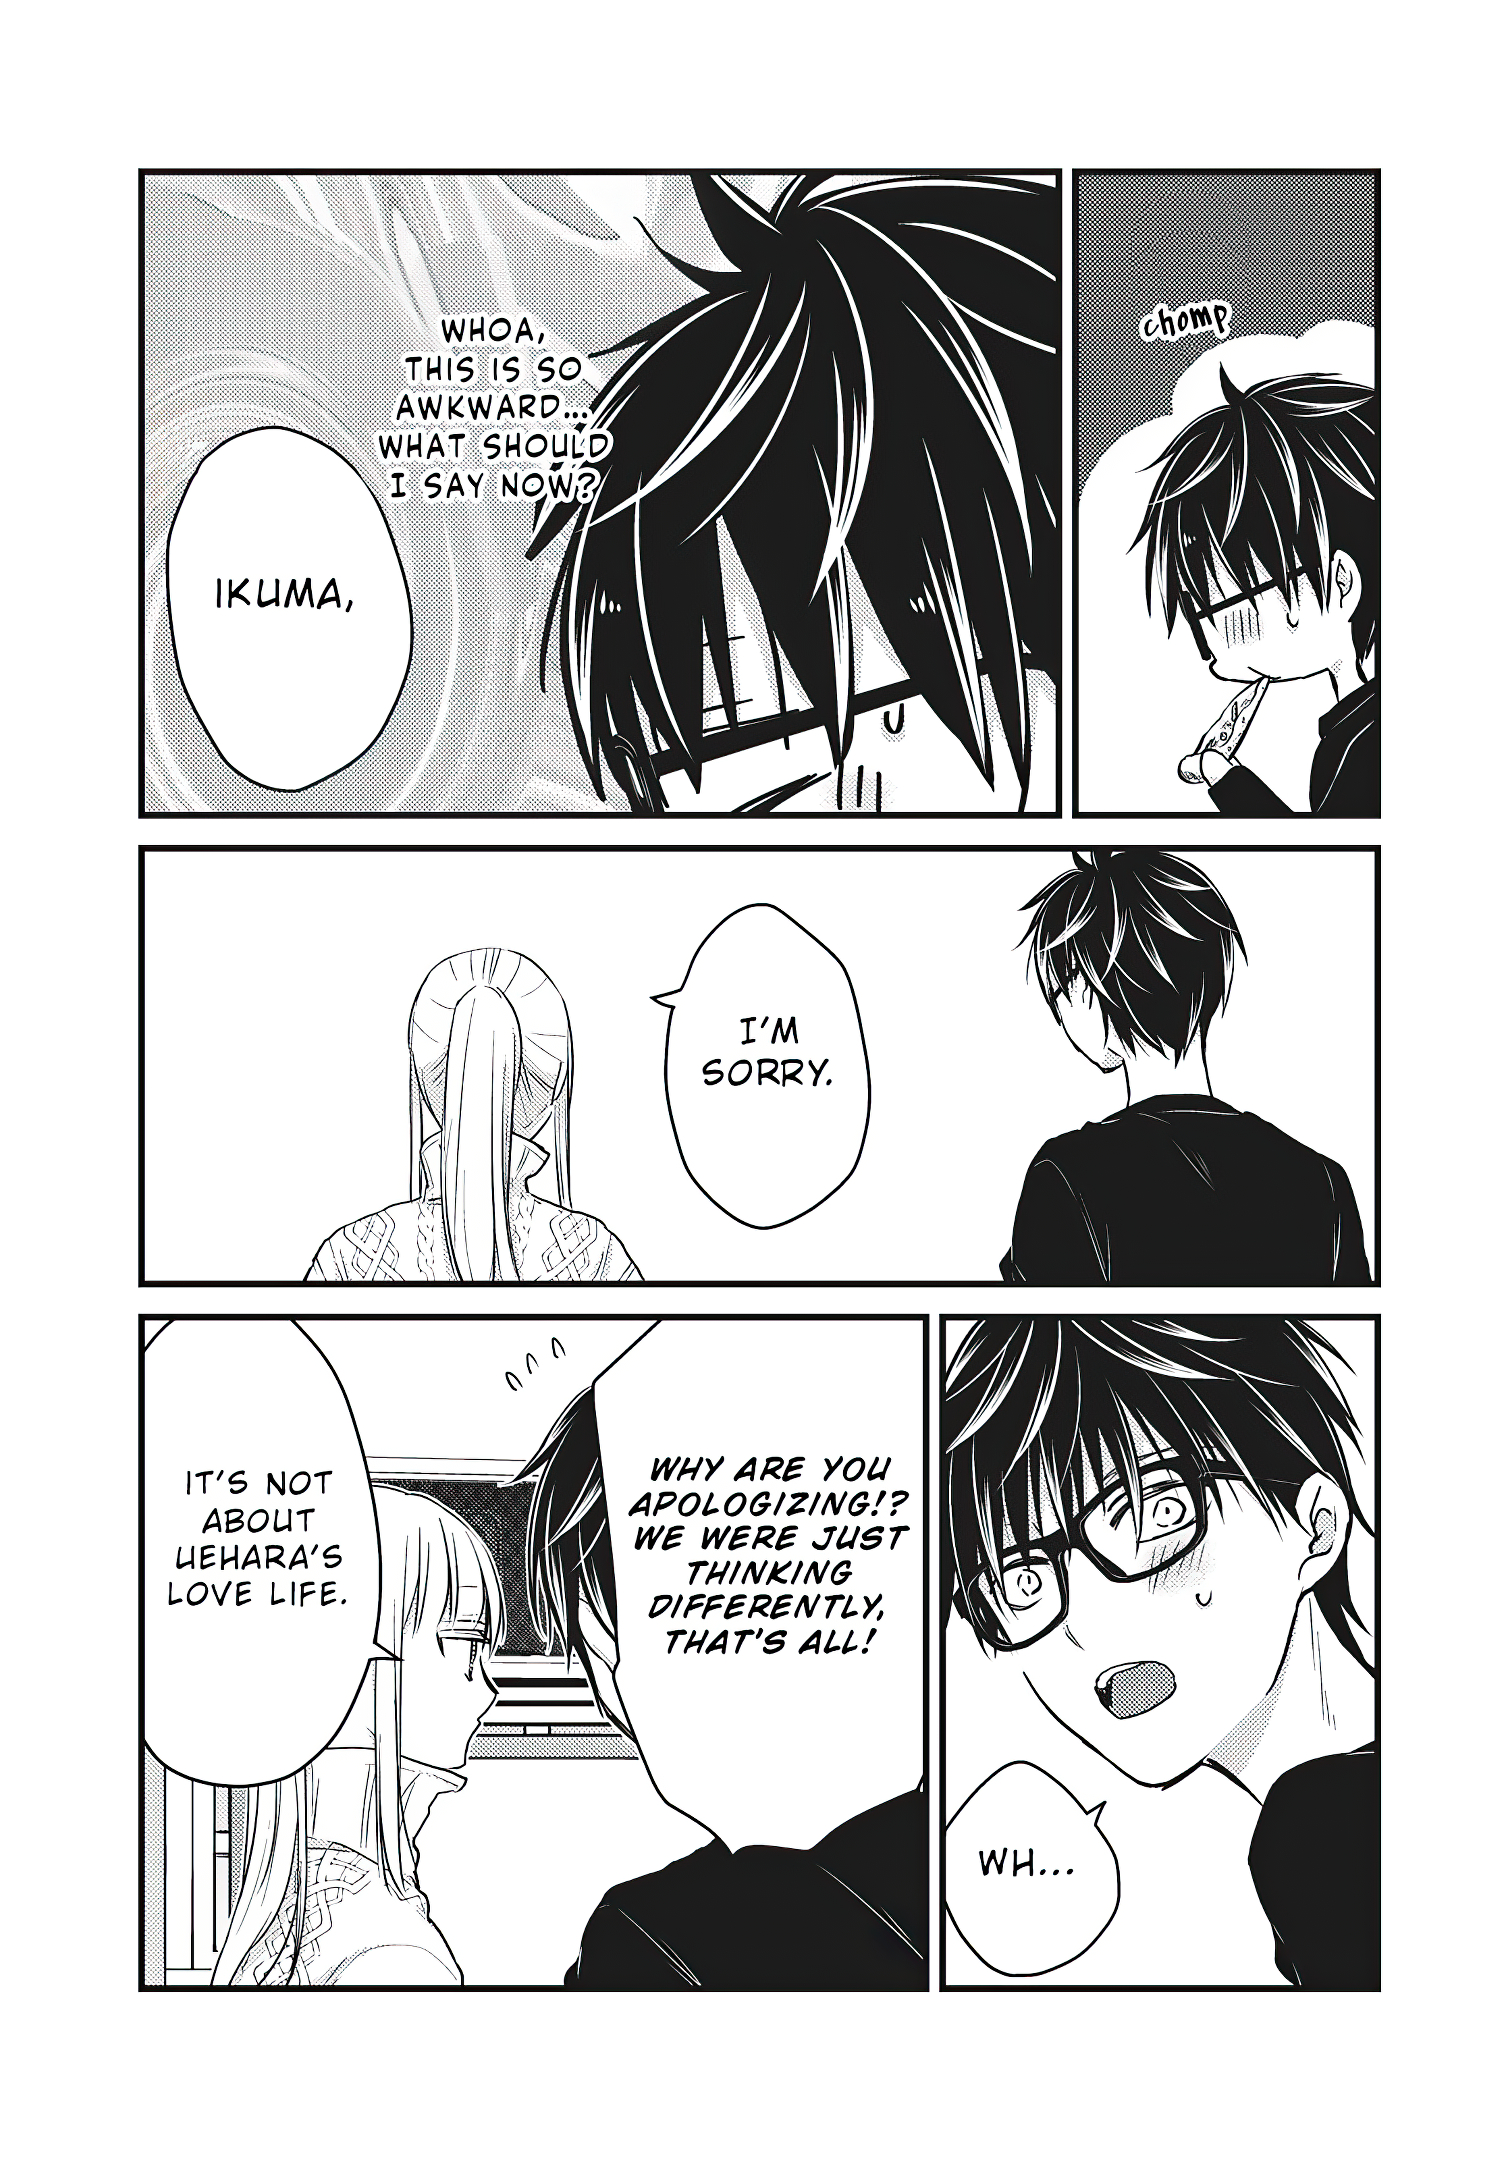 chomp
WHOA,
THIS IS SO
AWKWARD...
WHAT SHOULD
I SAY NOW?
IKUMA,
I'M
SORRY.
WH...
WHY ARE YOU
APOLOGIZING!?
WE WERE JUST
THINKING
DIFFERENTLY,
THAT'S ALL!
IT'S NOT
ABOUT
UEHARA'S
LOVE LIFE.